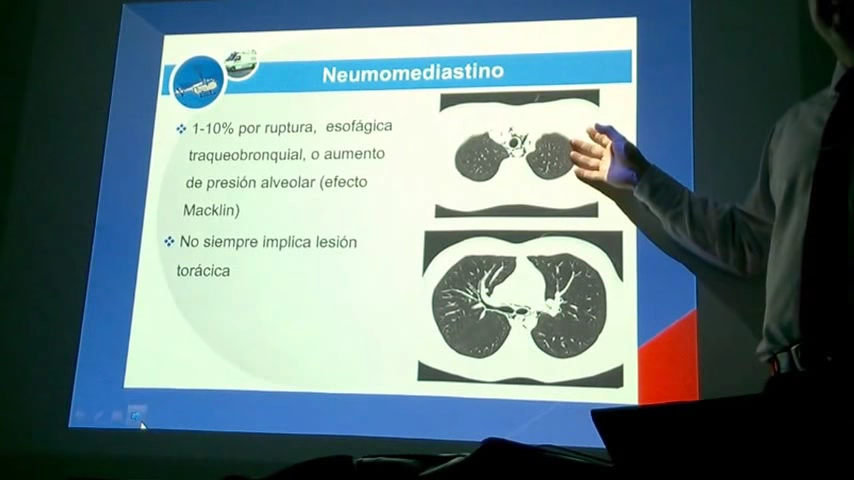 Neumomediastino
❖ 1-10% por ruptura, esofágica
traqueobronquial, o aumento
de presión alveolar (efecto
Macklin)
❖ No siempre implica lesión
torácica